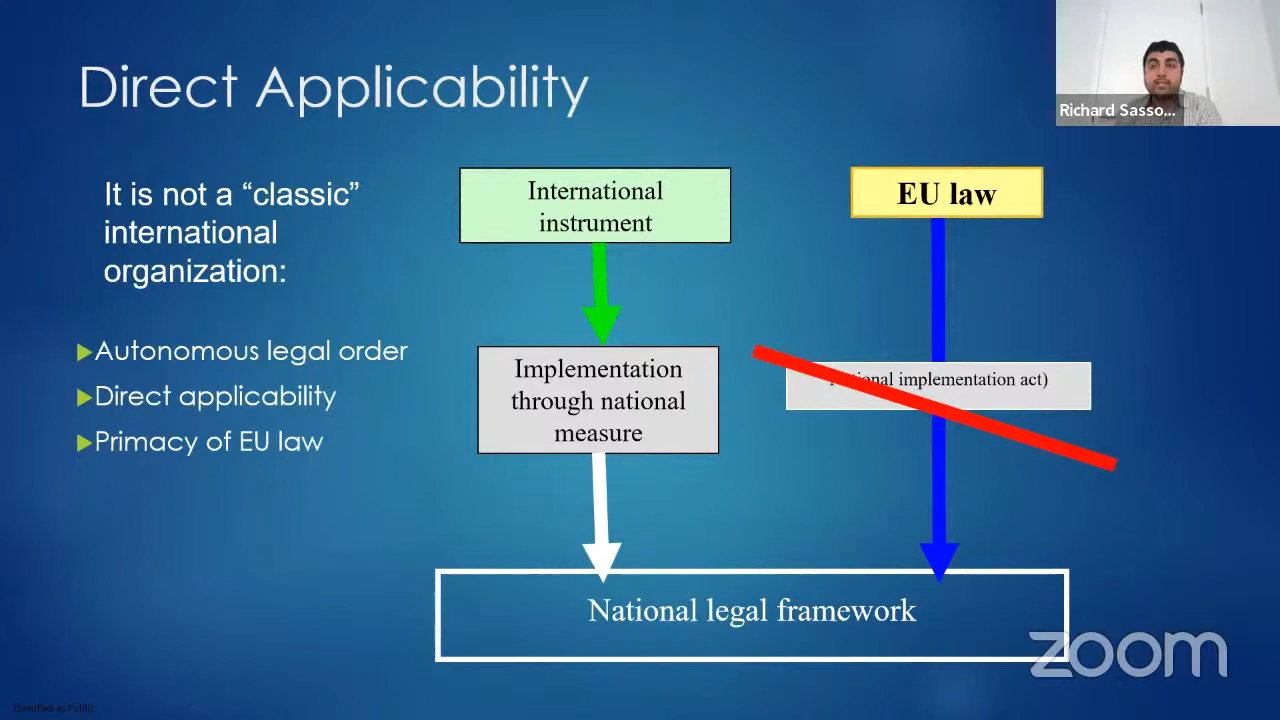 Direct Applicability
Richard Sasso...
It is not a “classic”
international
organization:
Autonomous legal order
Direct applicability
Primacy of EU law
International
instrument
Implementation
through national
measure
EU law
implementation act)
National legal framework
zoom
Classified as Public